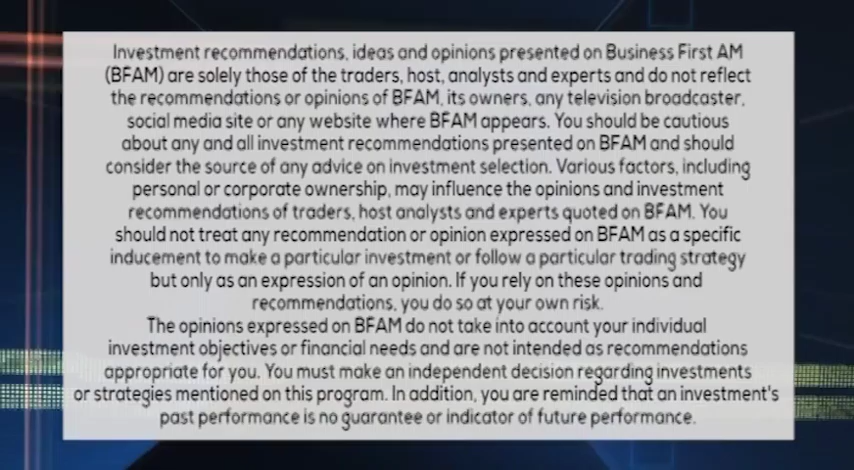 Investment recommendations, ideas and opinions presented on Business First AM
(BFAM) are solely those of the traders, host, analysts and experts and do not reflect
the recommendations or opinions of BFAM, its owners, any television broadcaster,
social media site or any website where BFAM appears. You should be cautious
about any and all investment recommendations presented on BFAM and should
consider the source of any advice on investment selection. Various factors, including
personal or corporate ownership, may influence the opinions and investment
recommendations of traders, host analysts and experts quoted on BFAM. You
should not treat any recommendation or opinion expressed on BFAM as a specific
inducement to make a particular investment or follow a particular trading strategy
but only as an expression of an opinion. If you rely on these opinions and
recommendations, you do so at your own risk.
The opinions expressed on BFAM do not take into account your individual
investment objectives or financial needs and are not intended as recommendations
appropriate for you. You must make an independent decision regarding investments
or strategies mentioned on this program. In addition, you are reminded that an investment's
past performance is no guarantee or indicator of future performance.